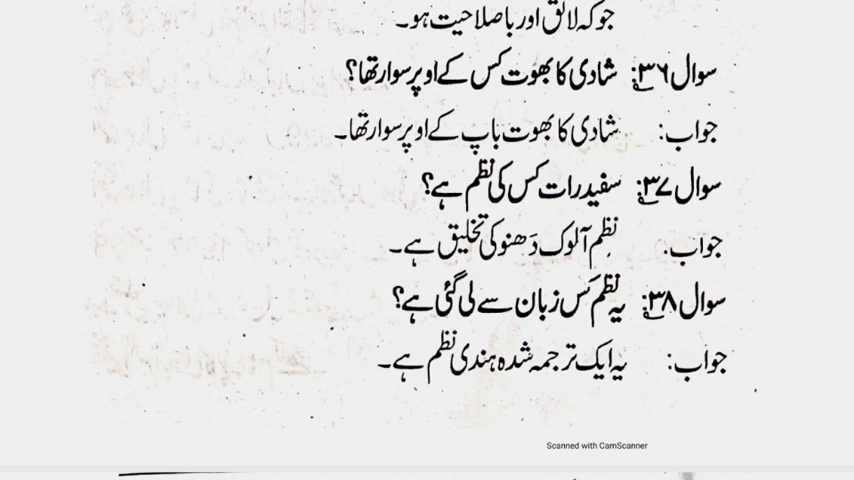 جو کہ لائق اور باصلاحیت ہو۔
سوال ۳۶: شادی کا بھوت کس کے اوپر سوار تھا؟
جواب: شادی کا بھوت باپ کے اوپر سوار تھا۔
سوال ۳۷: سفید رات کس کی نظم ہے؟
جواب. نظم آلوک دَھنو کی تخلیق ہے۔
سوال ۳۸: یہ نظم کس زبان سے لی گئی ہے؟
جواب: یہ ایک ترجمہ شدہ ہندی نظم ہے۔
Scanned with CamScanner